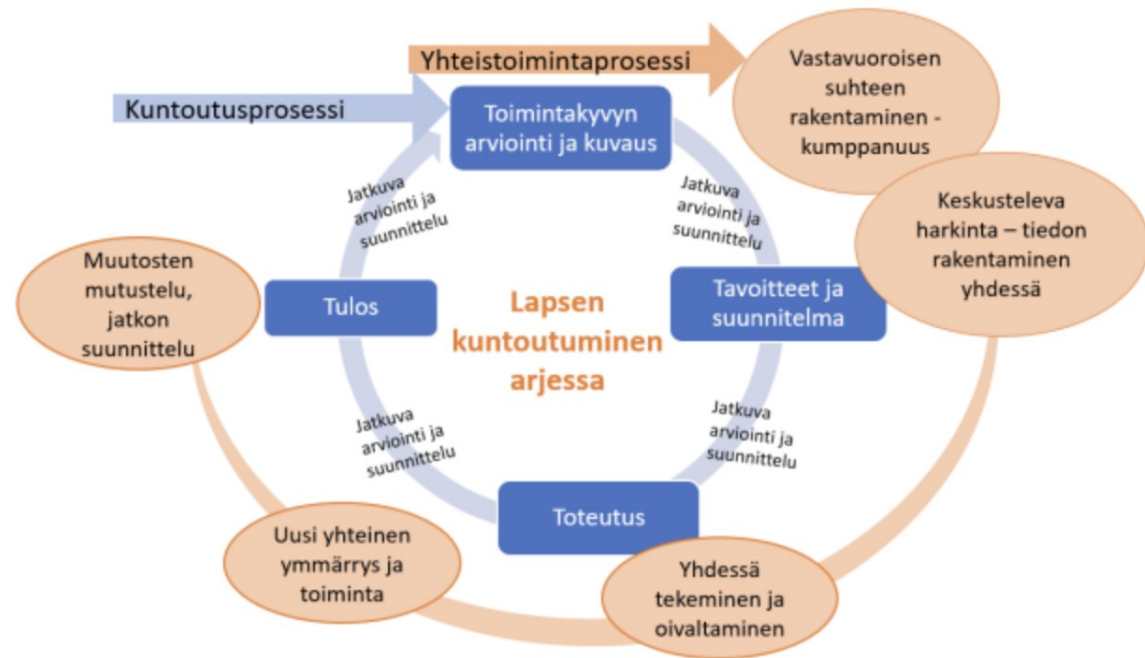 Yhteistoimintaprosessi
Kuntoutusprosessi
Vastavuoroisen
suhteen
rakentaminen -
kumppanuus
Toimintakyvyn
arviointi ja kuvaus
Jatkuva
arviointi ja
suunnittelu
Jatkuva
arviointi ja
suunnittelu
Keskusteleva
harkinta – tiedon
rakentaminen
yhdessä
Muutosten
mutustelu,
jatkon
suunnittelu
Tulos
Lapsen
kuntoutuminen
arjessa
Tavoitteet ja
suunnitelma
Jatkuva
arviointi ja
suunnittelu
Jatkuva
arviointi ja
suunnittelu
Toteutus
Uusi yhteinen
ymmärrys ja
toiminta
Yhdessä
tekeminen ja
oivaltaminen